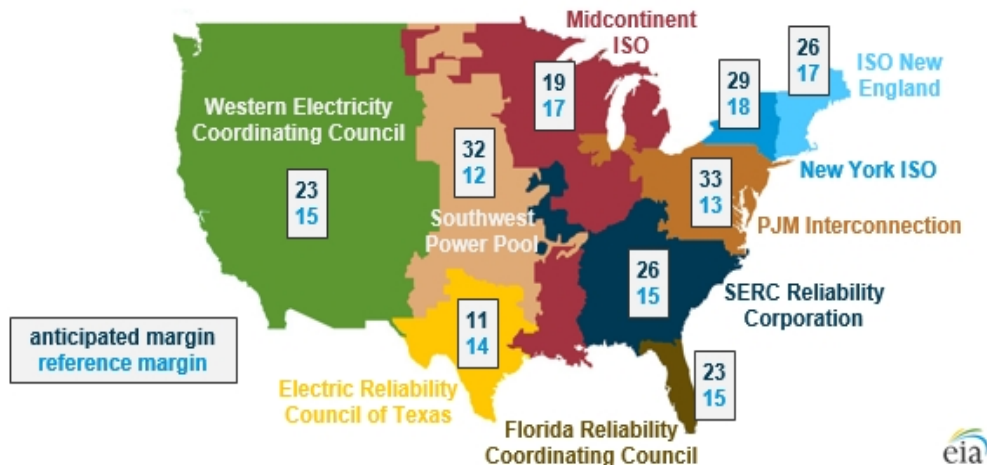 Midcontinent
ISO
26
17
ISO New
England
29
18
19
17
Western Electricity
Coordinating Council
32
12
New York ISO
23
15
33
13
Southwest
Power Pool
PJM Interconnection
26
15
SERC Reliability
Corporation
11
14
anticipated margin
reference margin
23
15
Electric Reliability
Council of Texas
Florida Reliability
Coordinating Council
eia